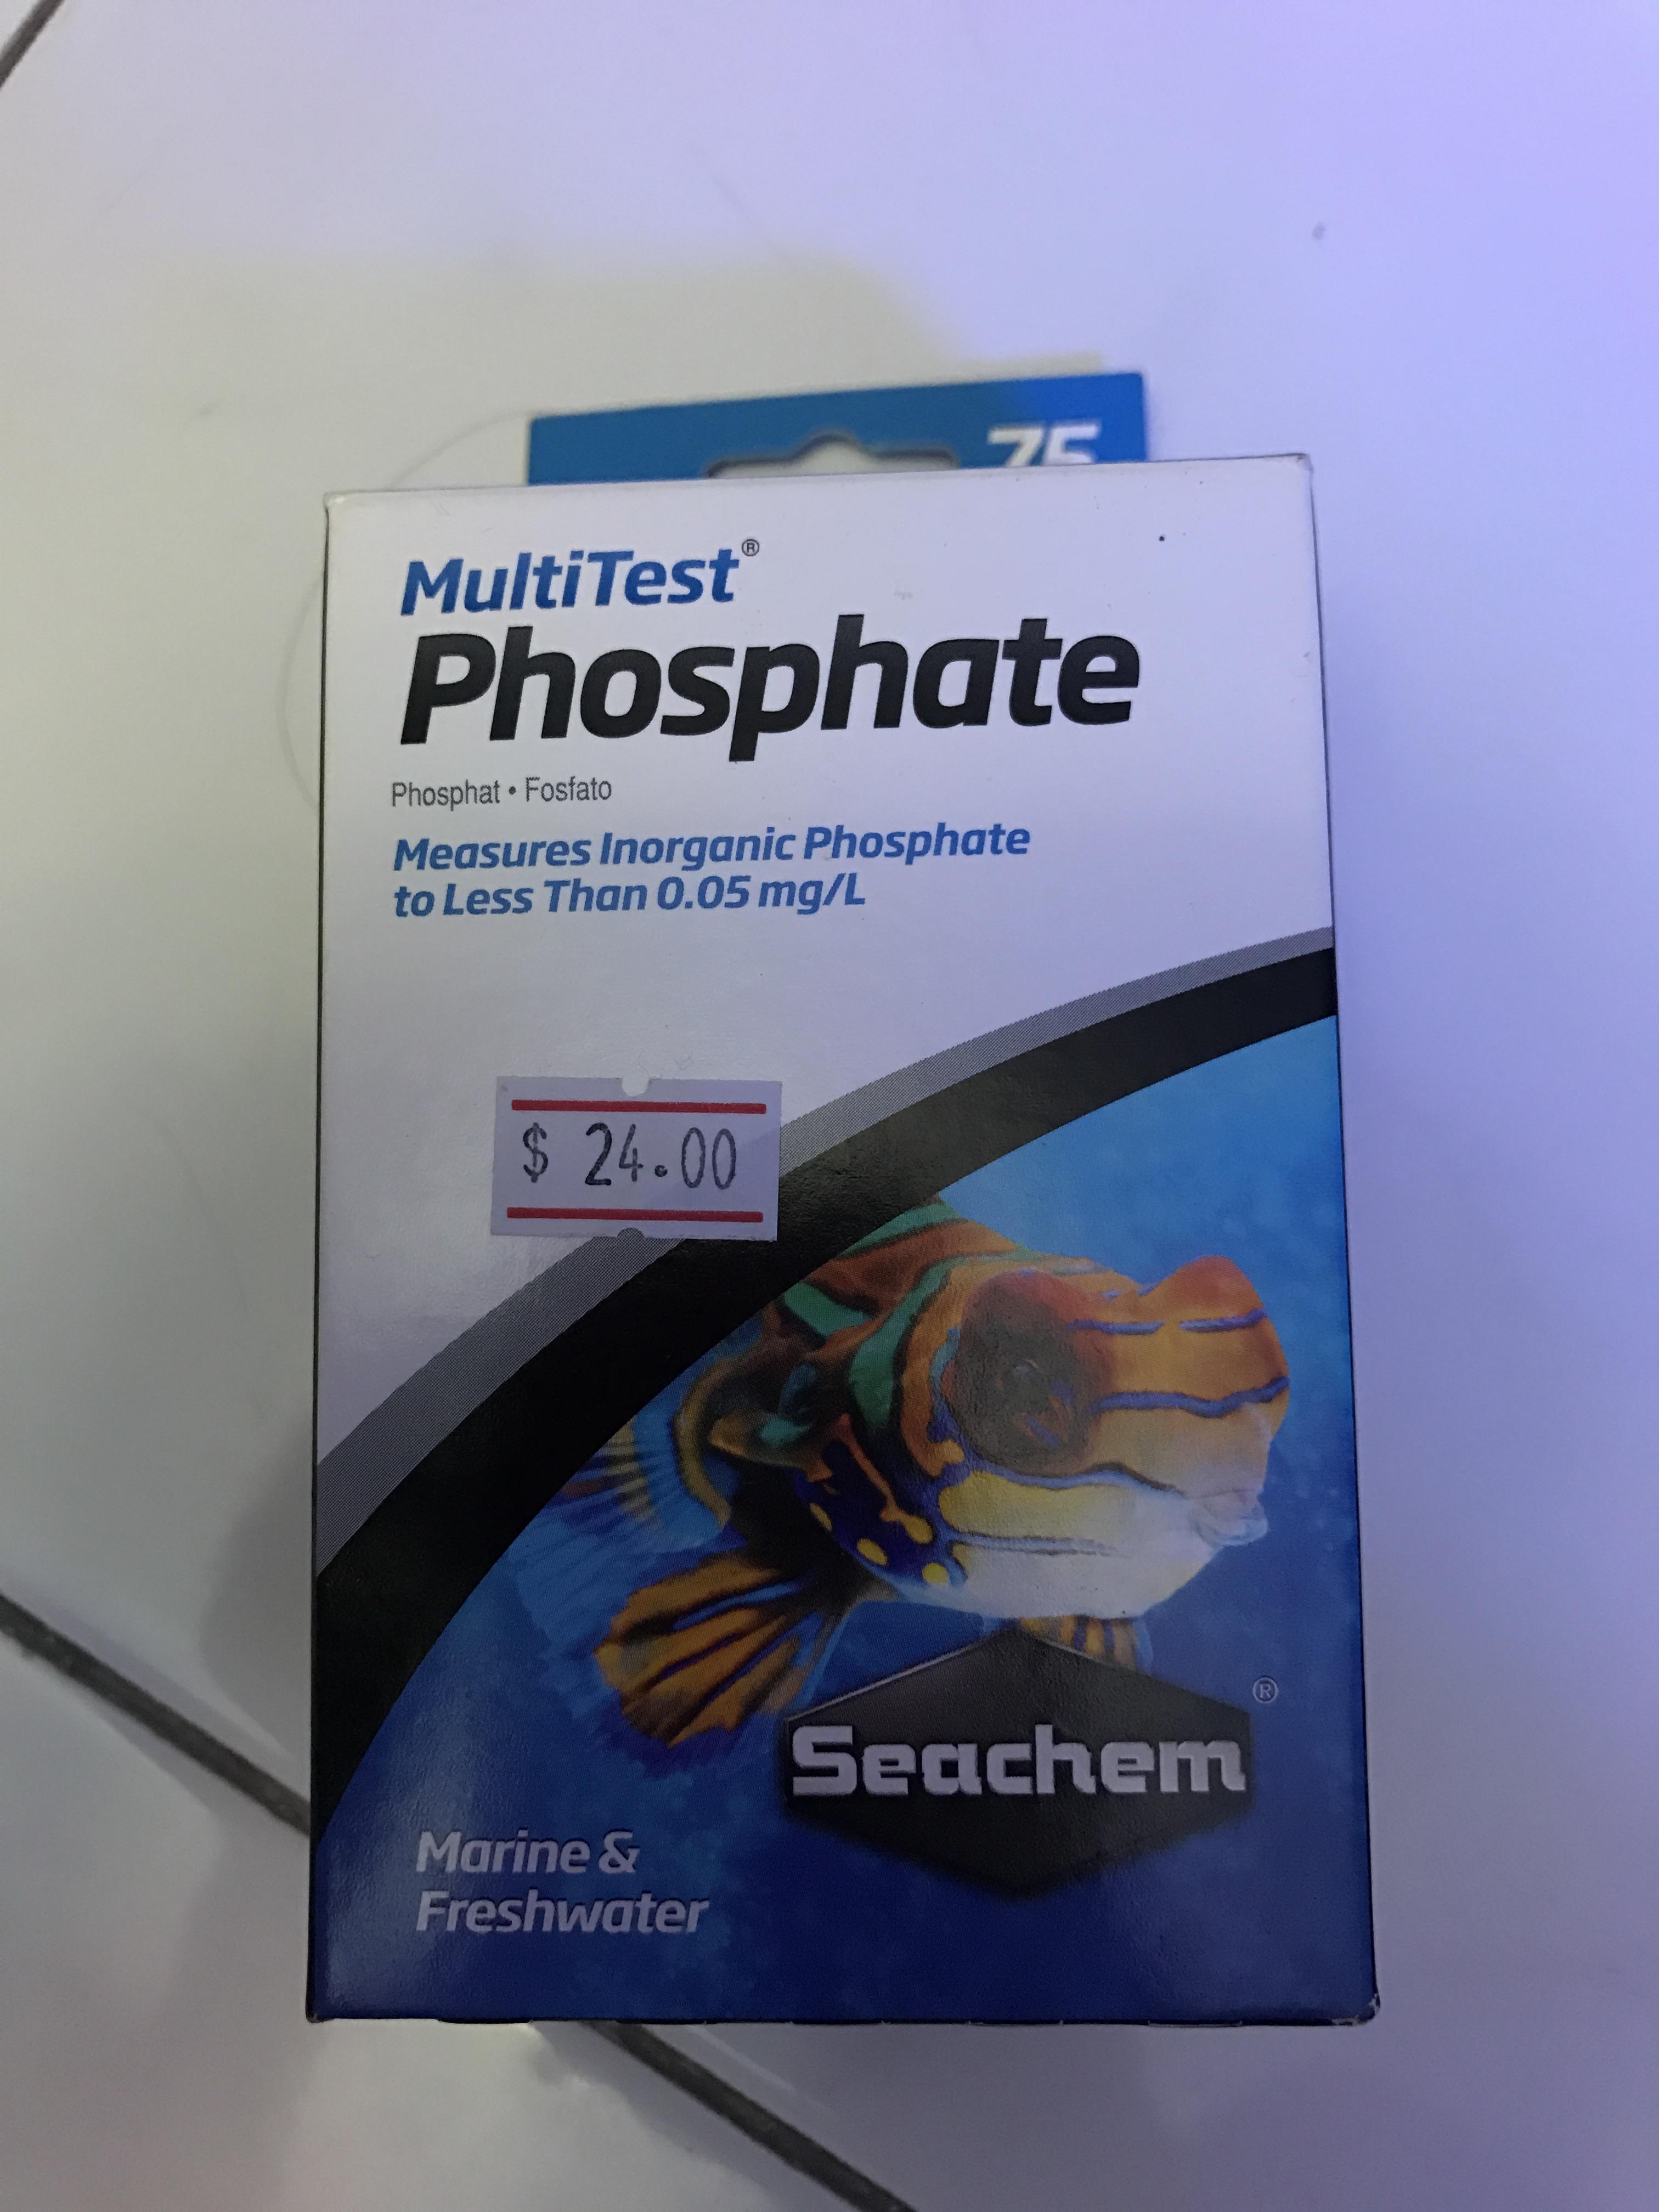 75
MultiTest®
Phosphate
Phosphat • Fosfato
Measures Inorganic Phosphate
to Less Than 0.05 mg/L
$ 24.00
Seachem®
Marine &
Freshwater